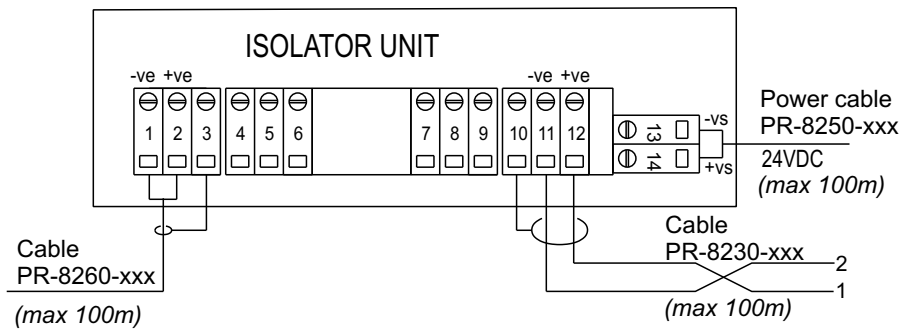 ISOLATOR UNIT
-ve +ve
-ve +ve
1 2 3 4 5 6 7 8 9 10 11 12
13
14
-vs
+vs
Power cable
PR-8250-xxx
24VDC
(max 100m)
Cable
PR-8260-xxx
(max 100m)
Cable
PR-8230-xxx
2
1
(max 100m)